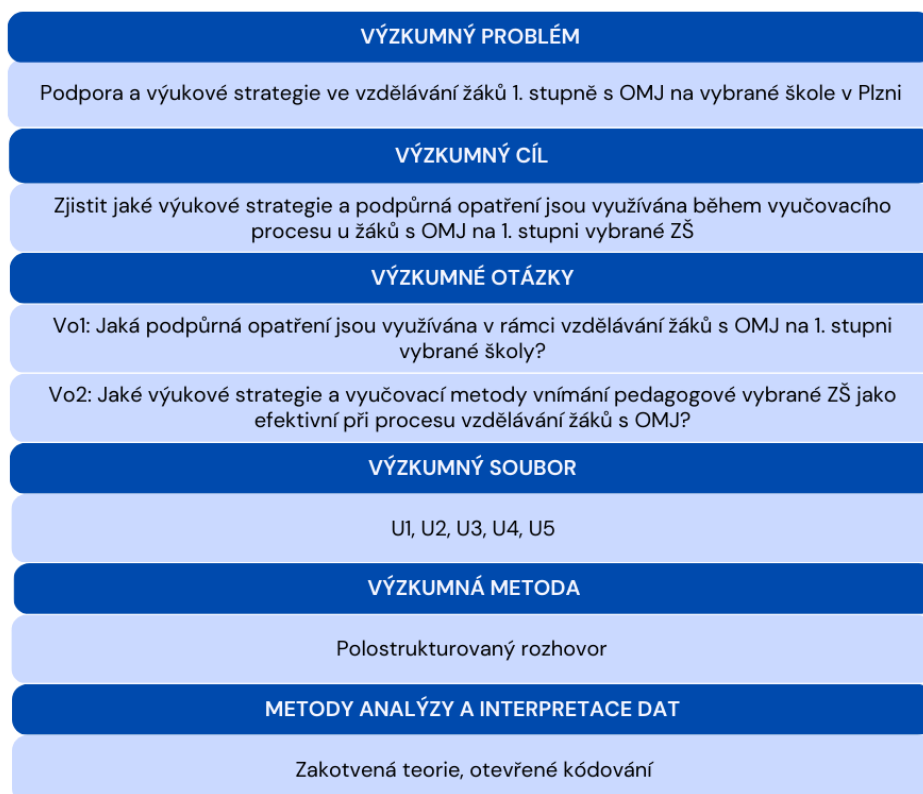 VÝZKUMNÝ PROBLÉM
Podpora a výukové strategie ve vzdělávání žáků 1. stupně s OMJ na vybrané škole v Plzni
VÝZKUMNÝ CÍL
Zjistit jaké výukové strategie a podpůrná opatření jsou využívána během vyučovacího
procesu u žáků s OMJ na 1. stupni vybrané ZŠ
VÝZKUMNÉ OTÁZKY
Vo1: Jaká podpůrná opatření jsou využívána v rámci vzdělávání žáků s OMJ na 1. stupni
vybrané školy?
Vo2: Jaké výukové strategie a vyučovací metody vnímání pedagogové vybrané ZŠ jako
efektivní při procesu vzdělávání žáků s OMJ?
VÝZKUMNÝ SOUBOR
U1, U2, U3, U4, U5
VÝZKUMNÁ METODA
Polostrukturovaný rozhovor
METODY ANALÝZY A INTERPRETACE DAT
Zakotvená teorie, otevřené kódování